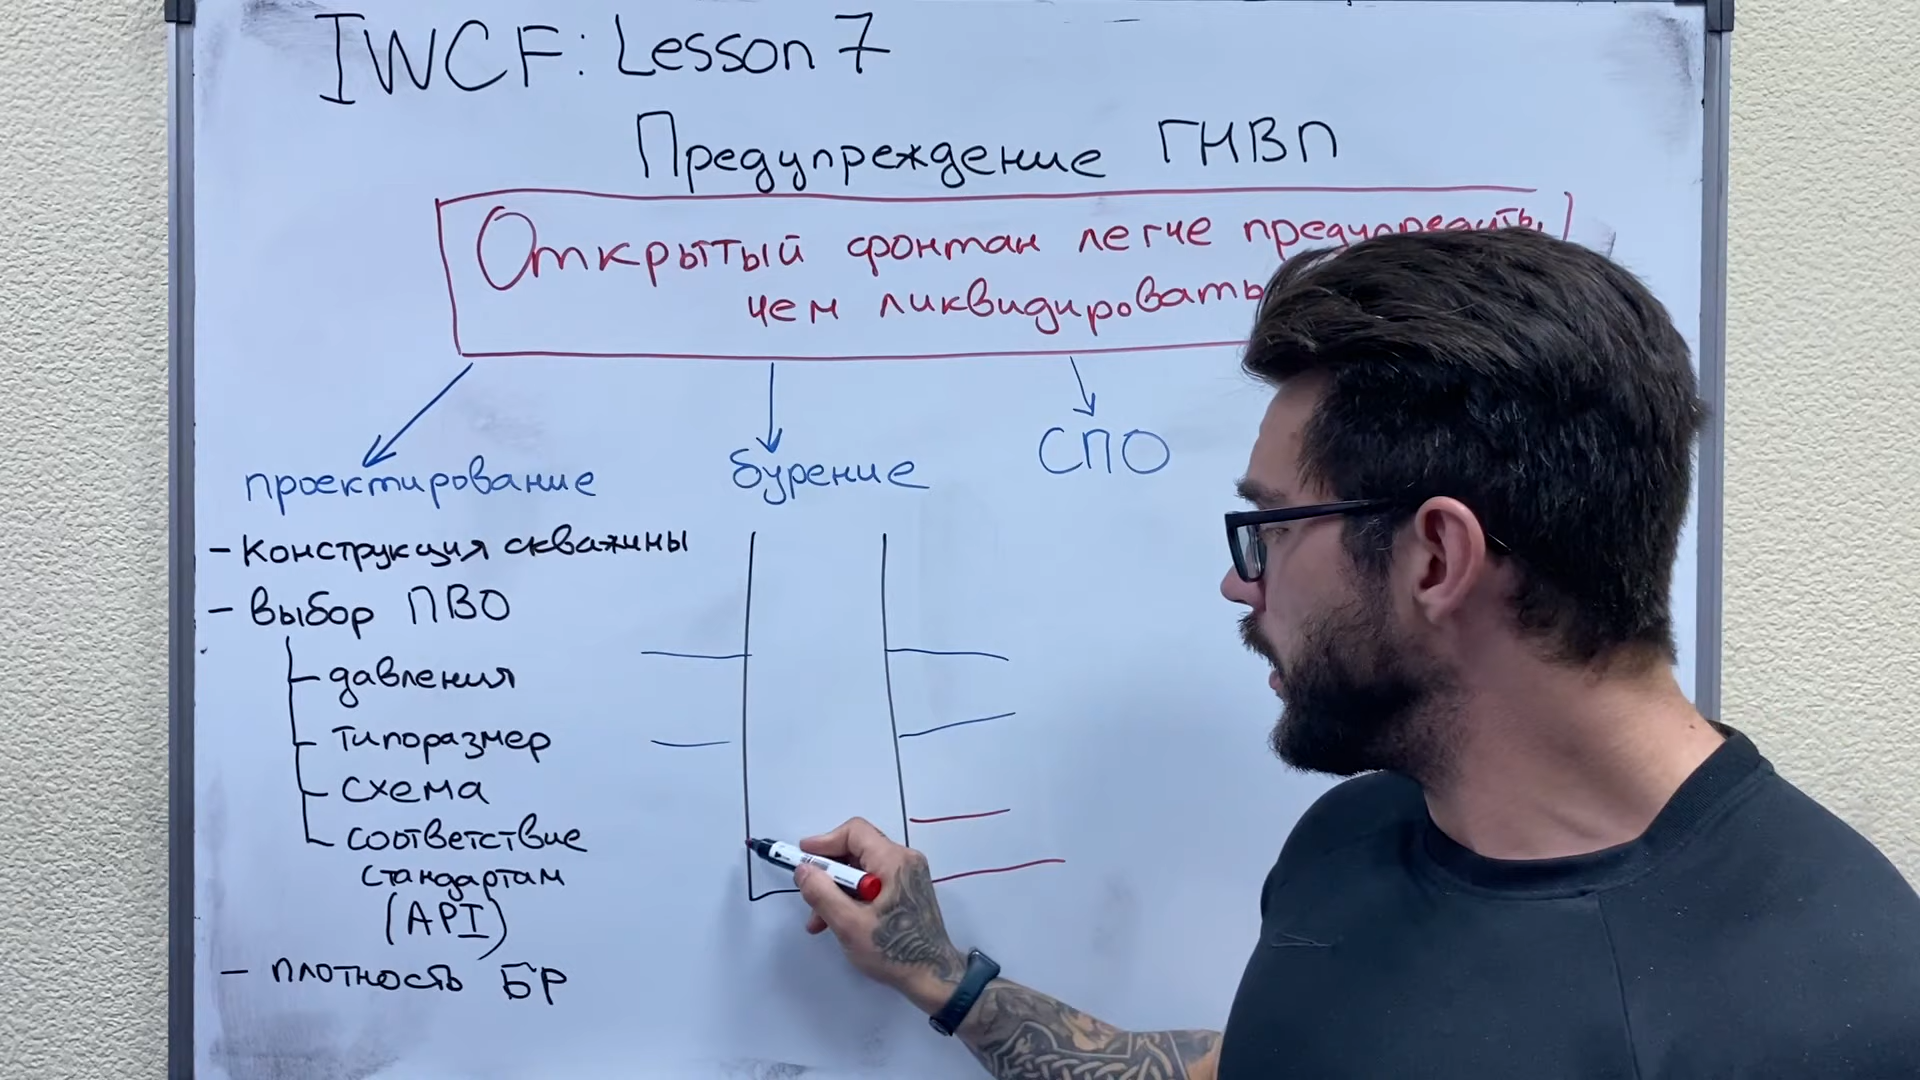 IWCF: Lesson 7
Предупреждение ГНВП
Открытый фонтан легче предупредить,
чем ликвидировать
проектирование
бурение
СПО
- Конструкция скважины
- выбор ПВО
- давления
- типоразмер
- схема
- соответствие
стандартам
(API)
- плотность БР